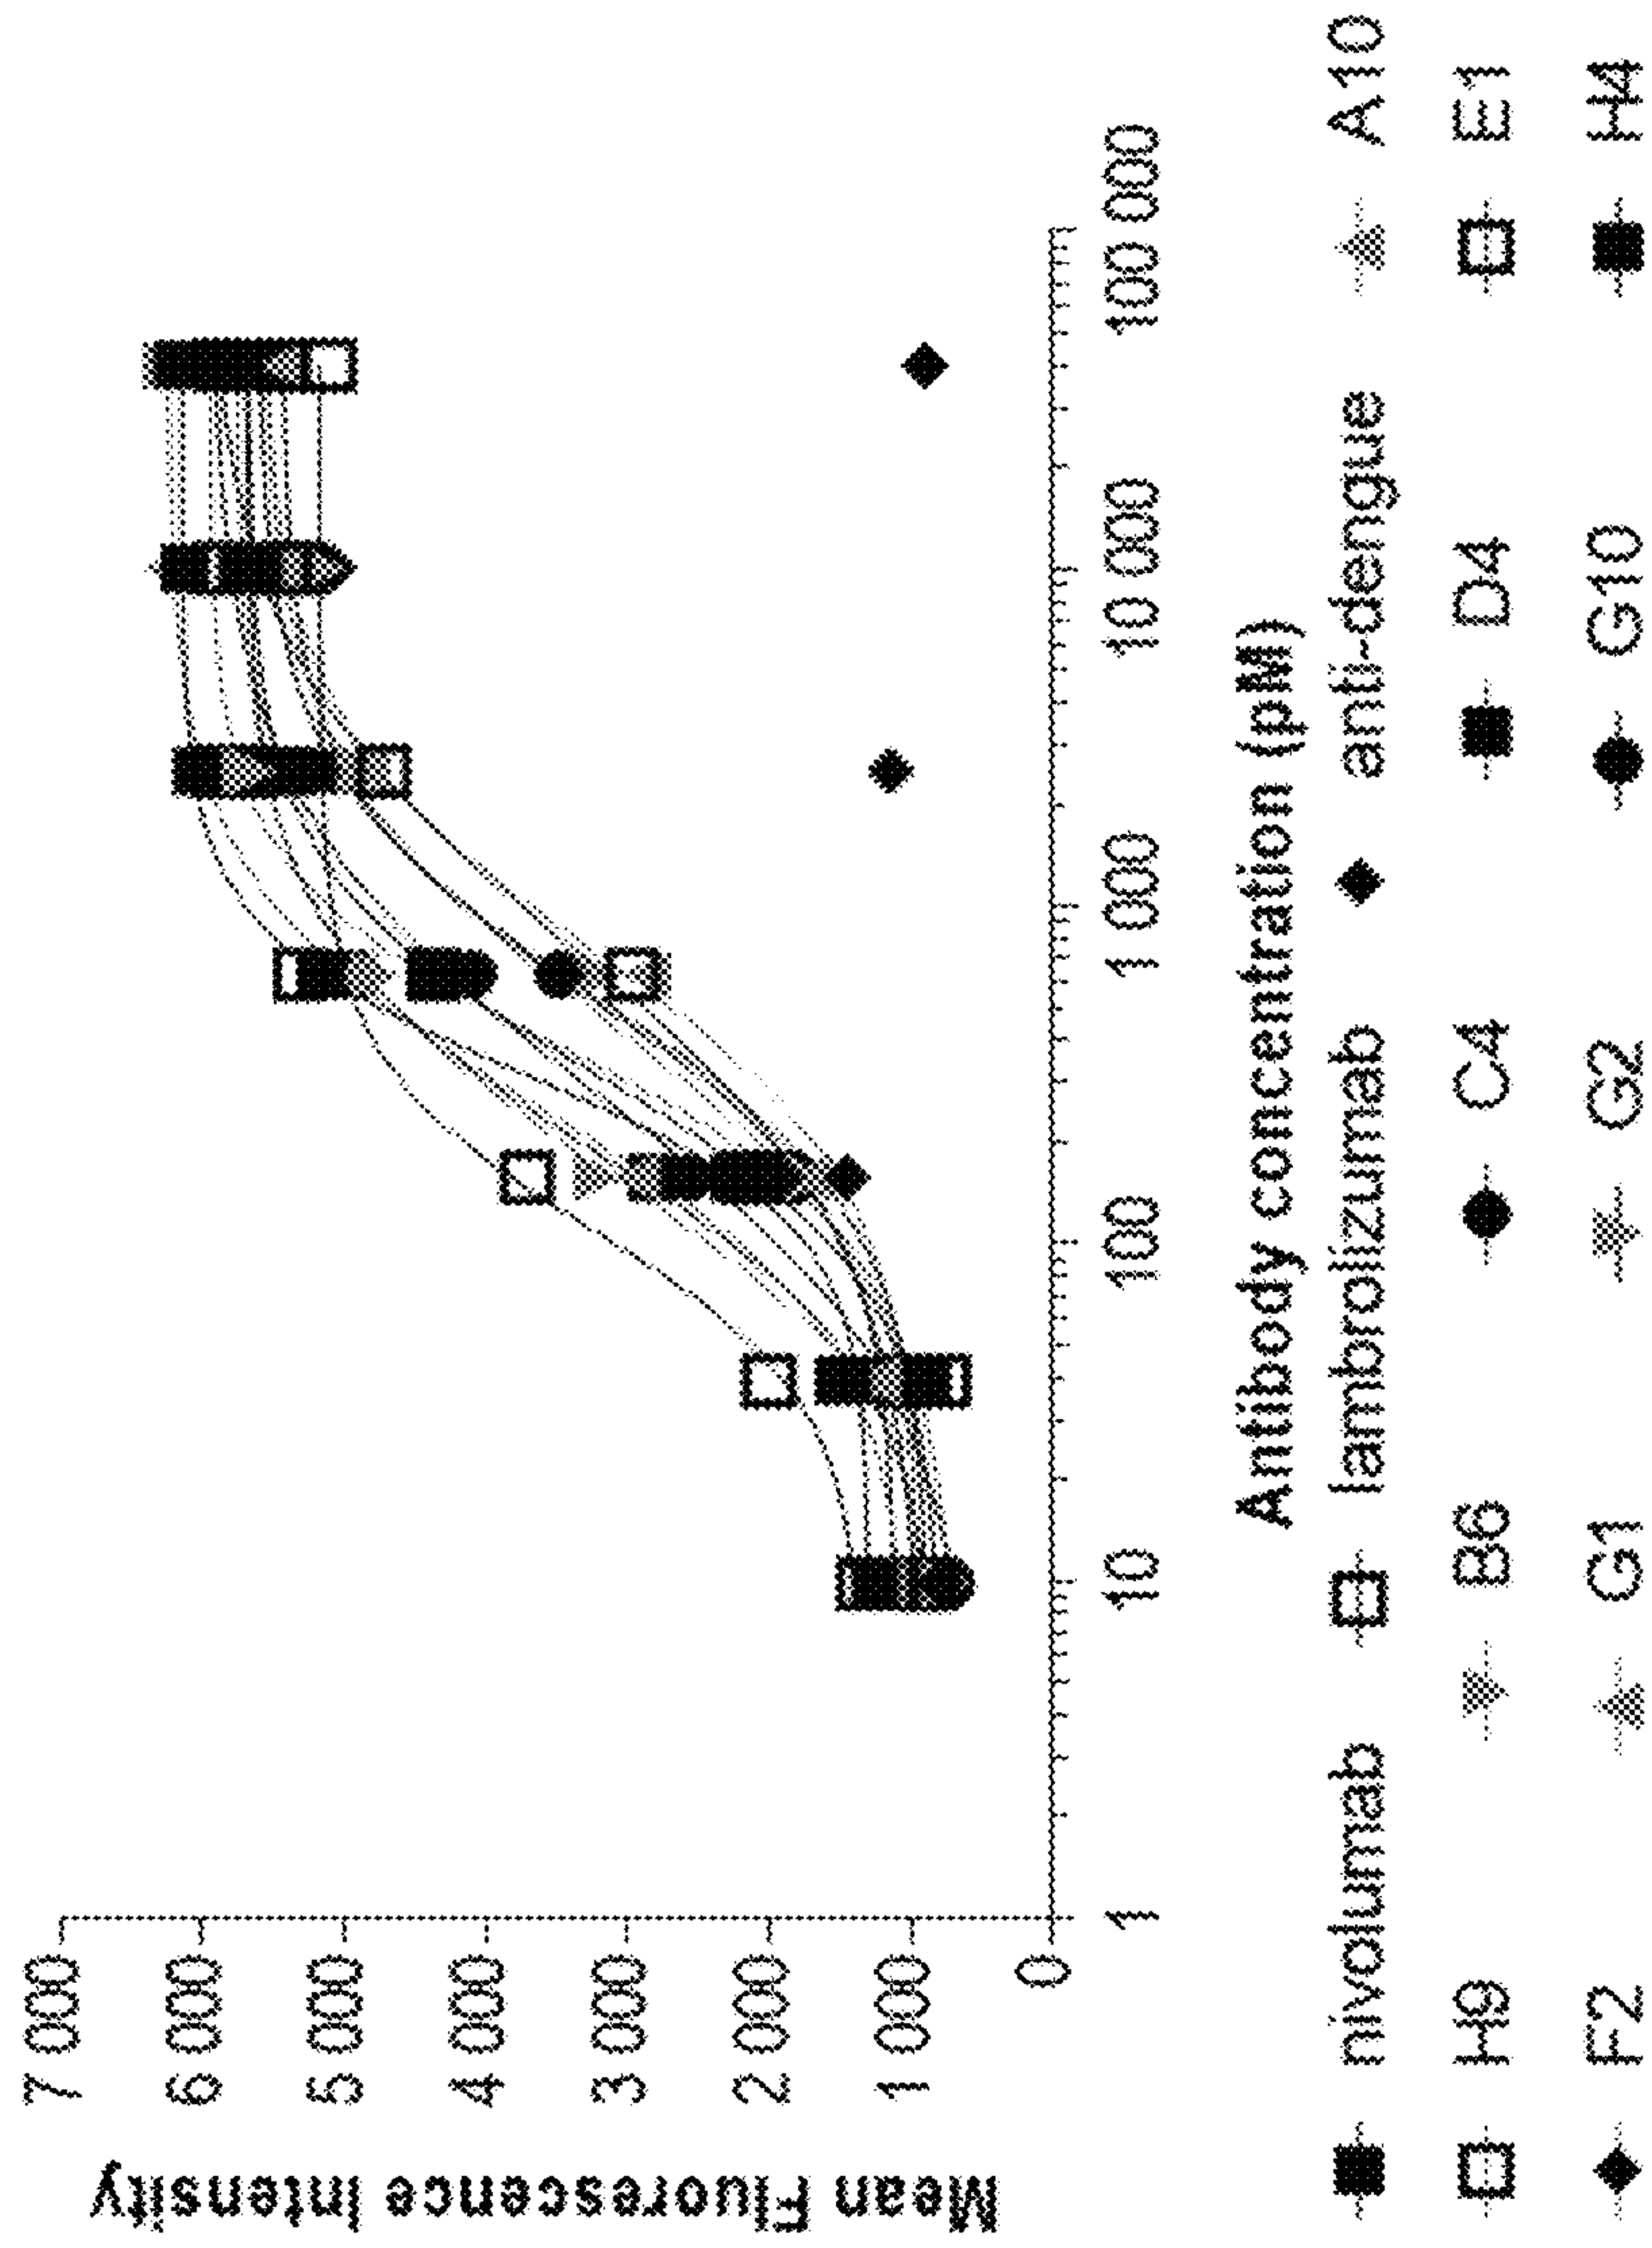 Mean Fluorescence Intensity
7 000
6 000
5 000
4 000
3 000
2 000
1 000
0
1 10 100 1 000 10 000 100 000
Antibody concentration (pM)
nivolumab lambrolizumab anti-dengue A10
H9 B6 C4 D4 E1
F2 G1 G2 G10 H4